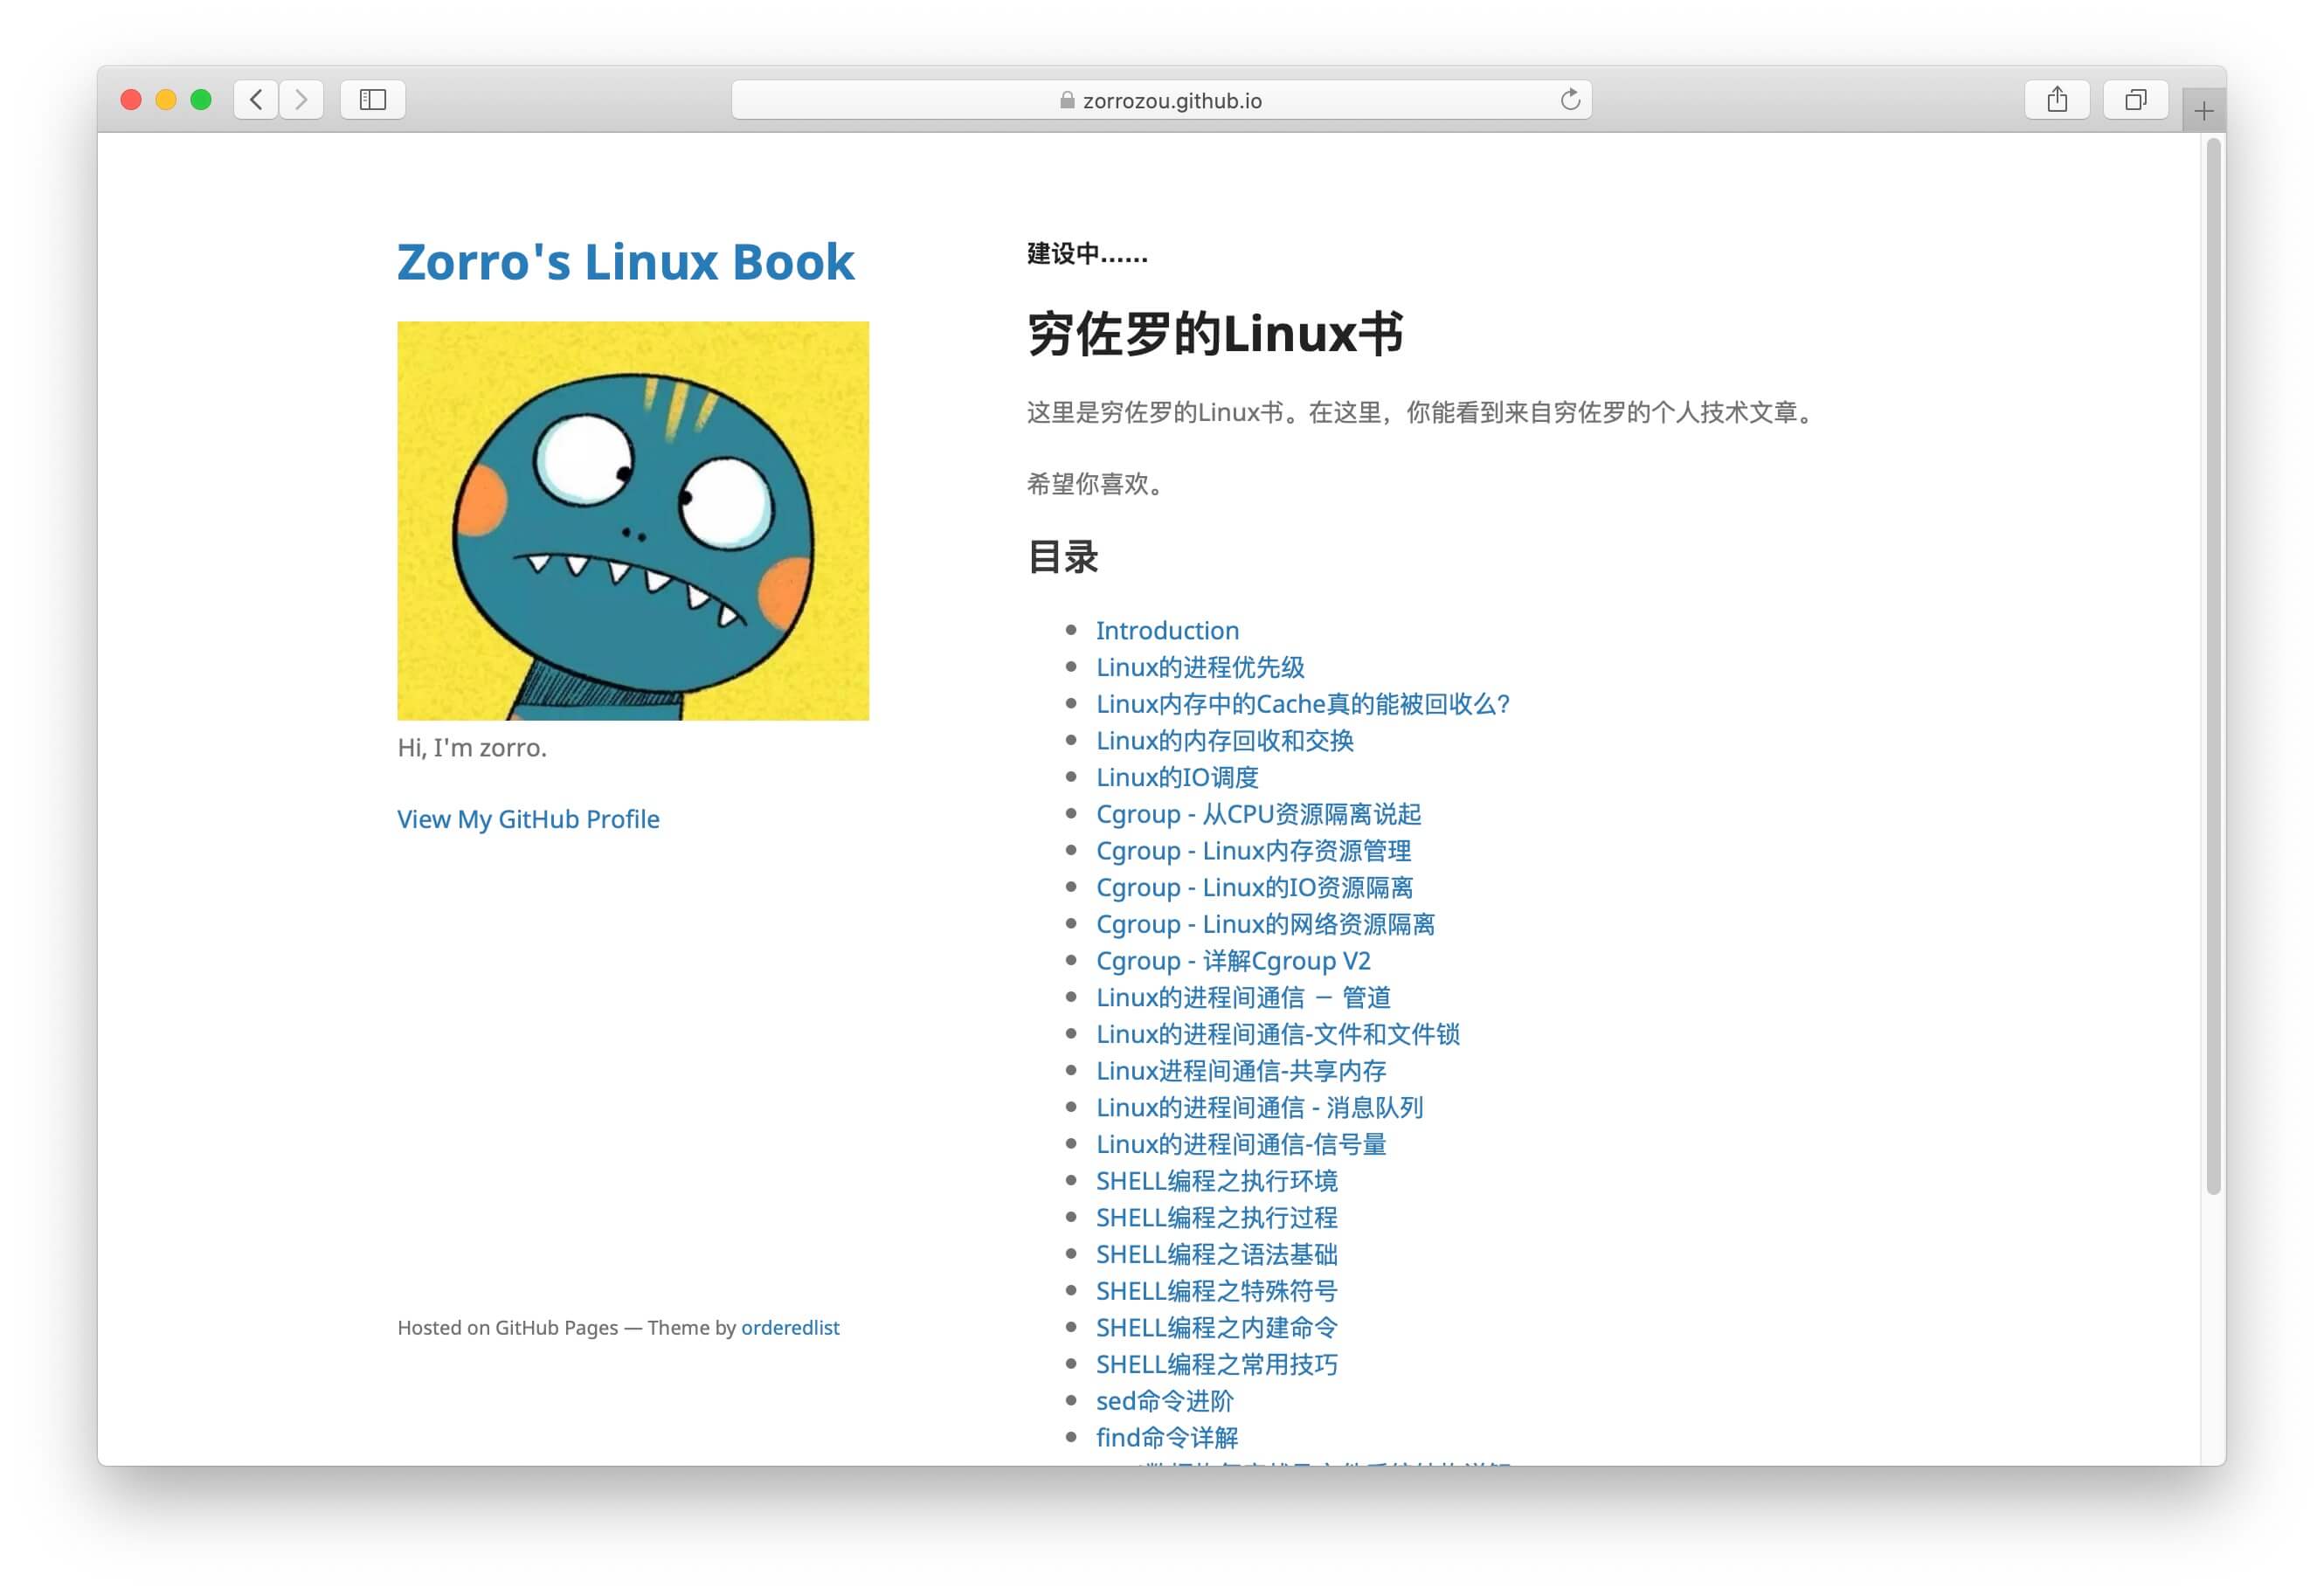 zorrozou.github.io
Zorro's Linux Book
Hi, I'm zorro.
View My GitHub Profile
Hosted on GitHub Pages — Theme by orderedlist
建设中......
穷佐罗的Linux书
这里是穷佐罗的Linux书。在这里，你能看到来自穷佐罗的个人技术文章。
希望你喜欢。
目录
Introduction
Linux的进程优先级
Linux内存中的Cache真的能被回收么？
Linux的内存回收和交换
Linux的IO调度
Cgroup - 从CPU资源隔离说起
Cgroup - Linux内存资源管理
Cgroup - Linux的IO资源隔离
Cgroup - Linux的网络资源隔离
Cgroup - 详解Cgroup V2
Linux的进程间通信 － 管道
Linux的进程间通信-文件和文件锁
Linux进程间通信-共享内存
Linux的进程间通信 - 消息队列
Linux的进程间通信-信号量
SHELL编程之执行环境
SHELL编程之执行过程
SHELL编程之语法基础
SHELL编程之特殊符号
SHELL编程之内建命令
SHELL编程之常用技巧
sed命令进阶
find命令详解